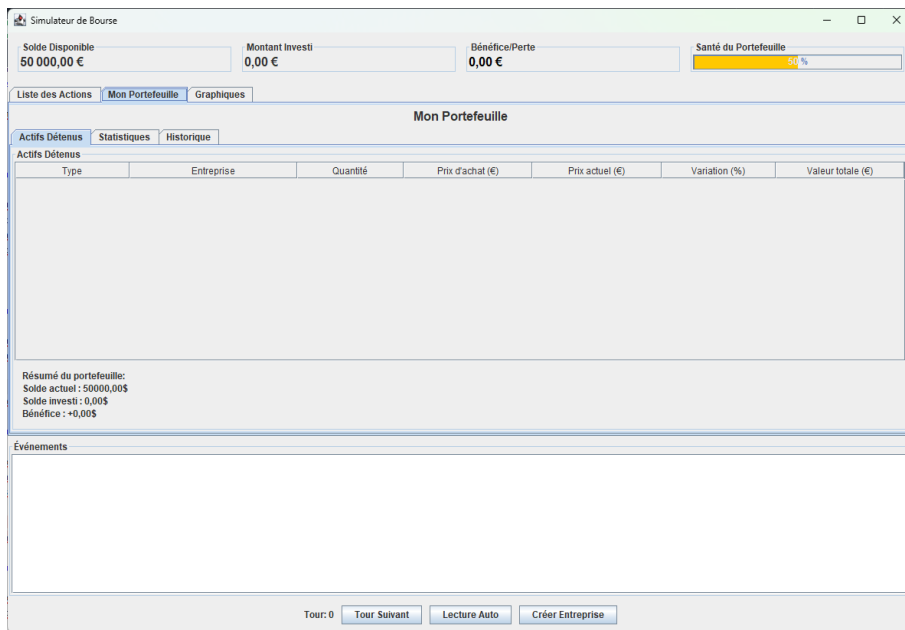 Simulateur de Bourse
Solde Disponible Montant Investi Bénéfice/Perte Santé du Portefeuille
50 000,00 € 0,00 € 0,00 € 50 %
Liste des Actions Mon Portefeuille Graphiques
Mon Portefeuille
Actifs Détenus Statistiques Historique
Actifs Détenus
Type Entreprise Quantité Prix d'achat (€) Prix actuel (€) Variation (%) Valeur totale (€)
Résumé du portefeuille:
Solde actuel : 50000,00$
Solde investi : 0,00$
Bénéfice : +0,00$
Événements
Tour: 0 Tour Suivant Lecture Auto Créer Entreprise